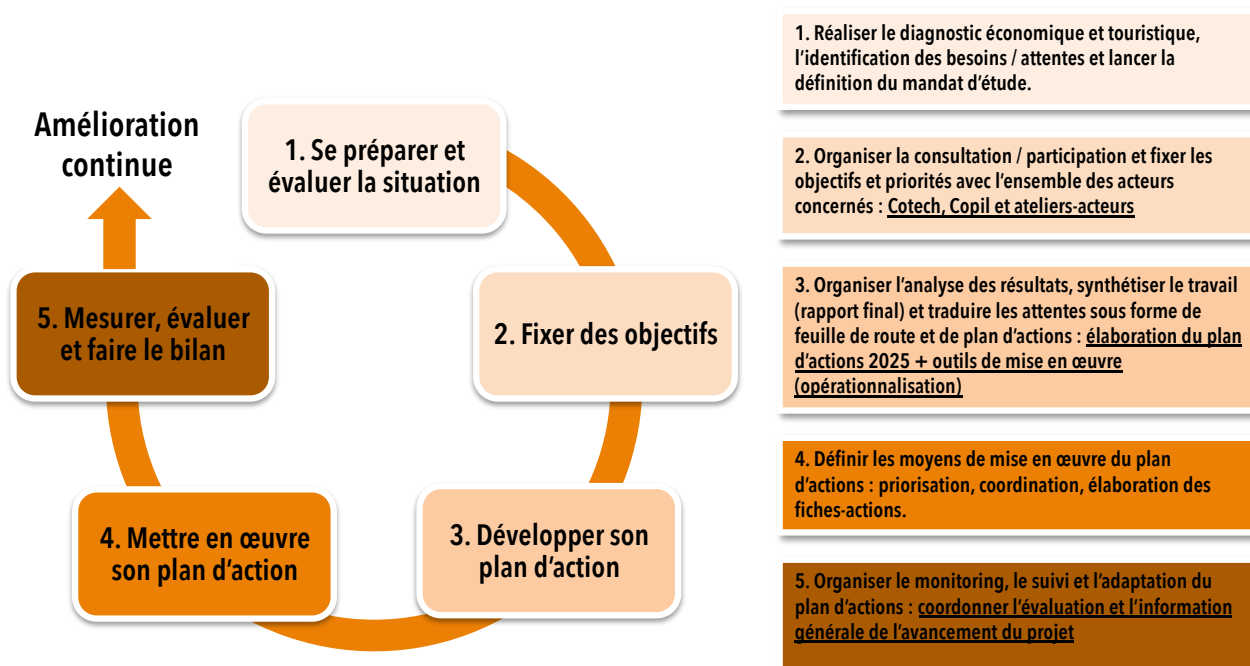 Amélioration
continue
1. Se préparer et
évaluer la situation
2. Fixer des objectifs
3. Développer son
plan d’action
4. Mettre en œuvre
son plan d’action
5. Mesurer, évaluer
et faire le bilan
1. Réaliser le diagnostic économique et touristique,
l’identification des besoins / attentes et lancer la
définition du mandat d’étude.
2. Organiser la consultation / participation et fixer les
objectifs et priorités avec l’ensemble des acteurs
concernés : Cotech, Copil et ateliers-acteurs
3. Organiser l’analyse des résultats, synthétiser le travail
(rapport final) et traduire les attentes sous forme de
feuille de route et de plan d’actions : élaboration du plan
d’actions 2025 + outils de mise en œuvre
(opérationnalisation)
4. Définir les moyens de mise en œuvre du plan
d’actions : priorisation, coordination, élaboration des
fiches-actions.
5. Organiser le monitoring, le suivi et l’adaptation du
plan d’actions : coordonner l’évaluation et l’information
générale de l’avancement du projet